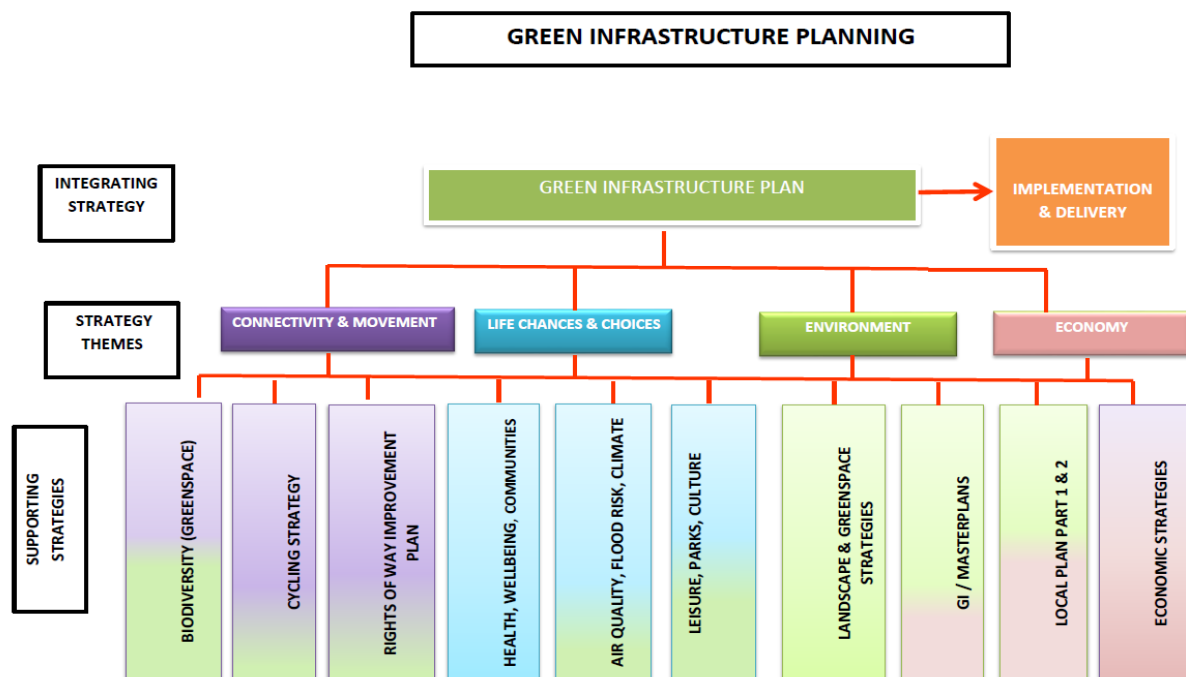 GREEN INFRASTRUCTURE PLANNING
INTEGRATING
STRATEGY
GREEN INFRASTRUCTURE PLAN
IMPLEMENTATION
& DELIVERY
STRATEGY
THEMES
CONNECTIVITY & MOVEMENT
LIFE CHANCES & CHOICES
ENVIRONMENT
ECONOMY
SUPPORTING
STRATEGIES
BIODIVERSITY (GREENSPACE)
CYCLING STRATEGY
RIGHTS OF WAY IMPROVEMENT
PLAN
HEALTH, WELLBEING, COMMUNITIES
AIR QUALITY, FLOOD RISK, CLIMATE
LEISURE, PARKS, CULTURE
LANDSCAPE & GREENSPACE
STRATEGIES
GI / MASTERPLANS
LOCAL PLAN PART 1 & 2
ECONOMIC STRATEGIES